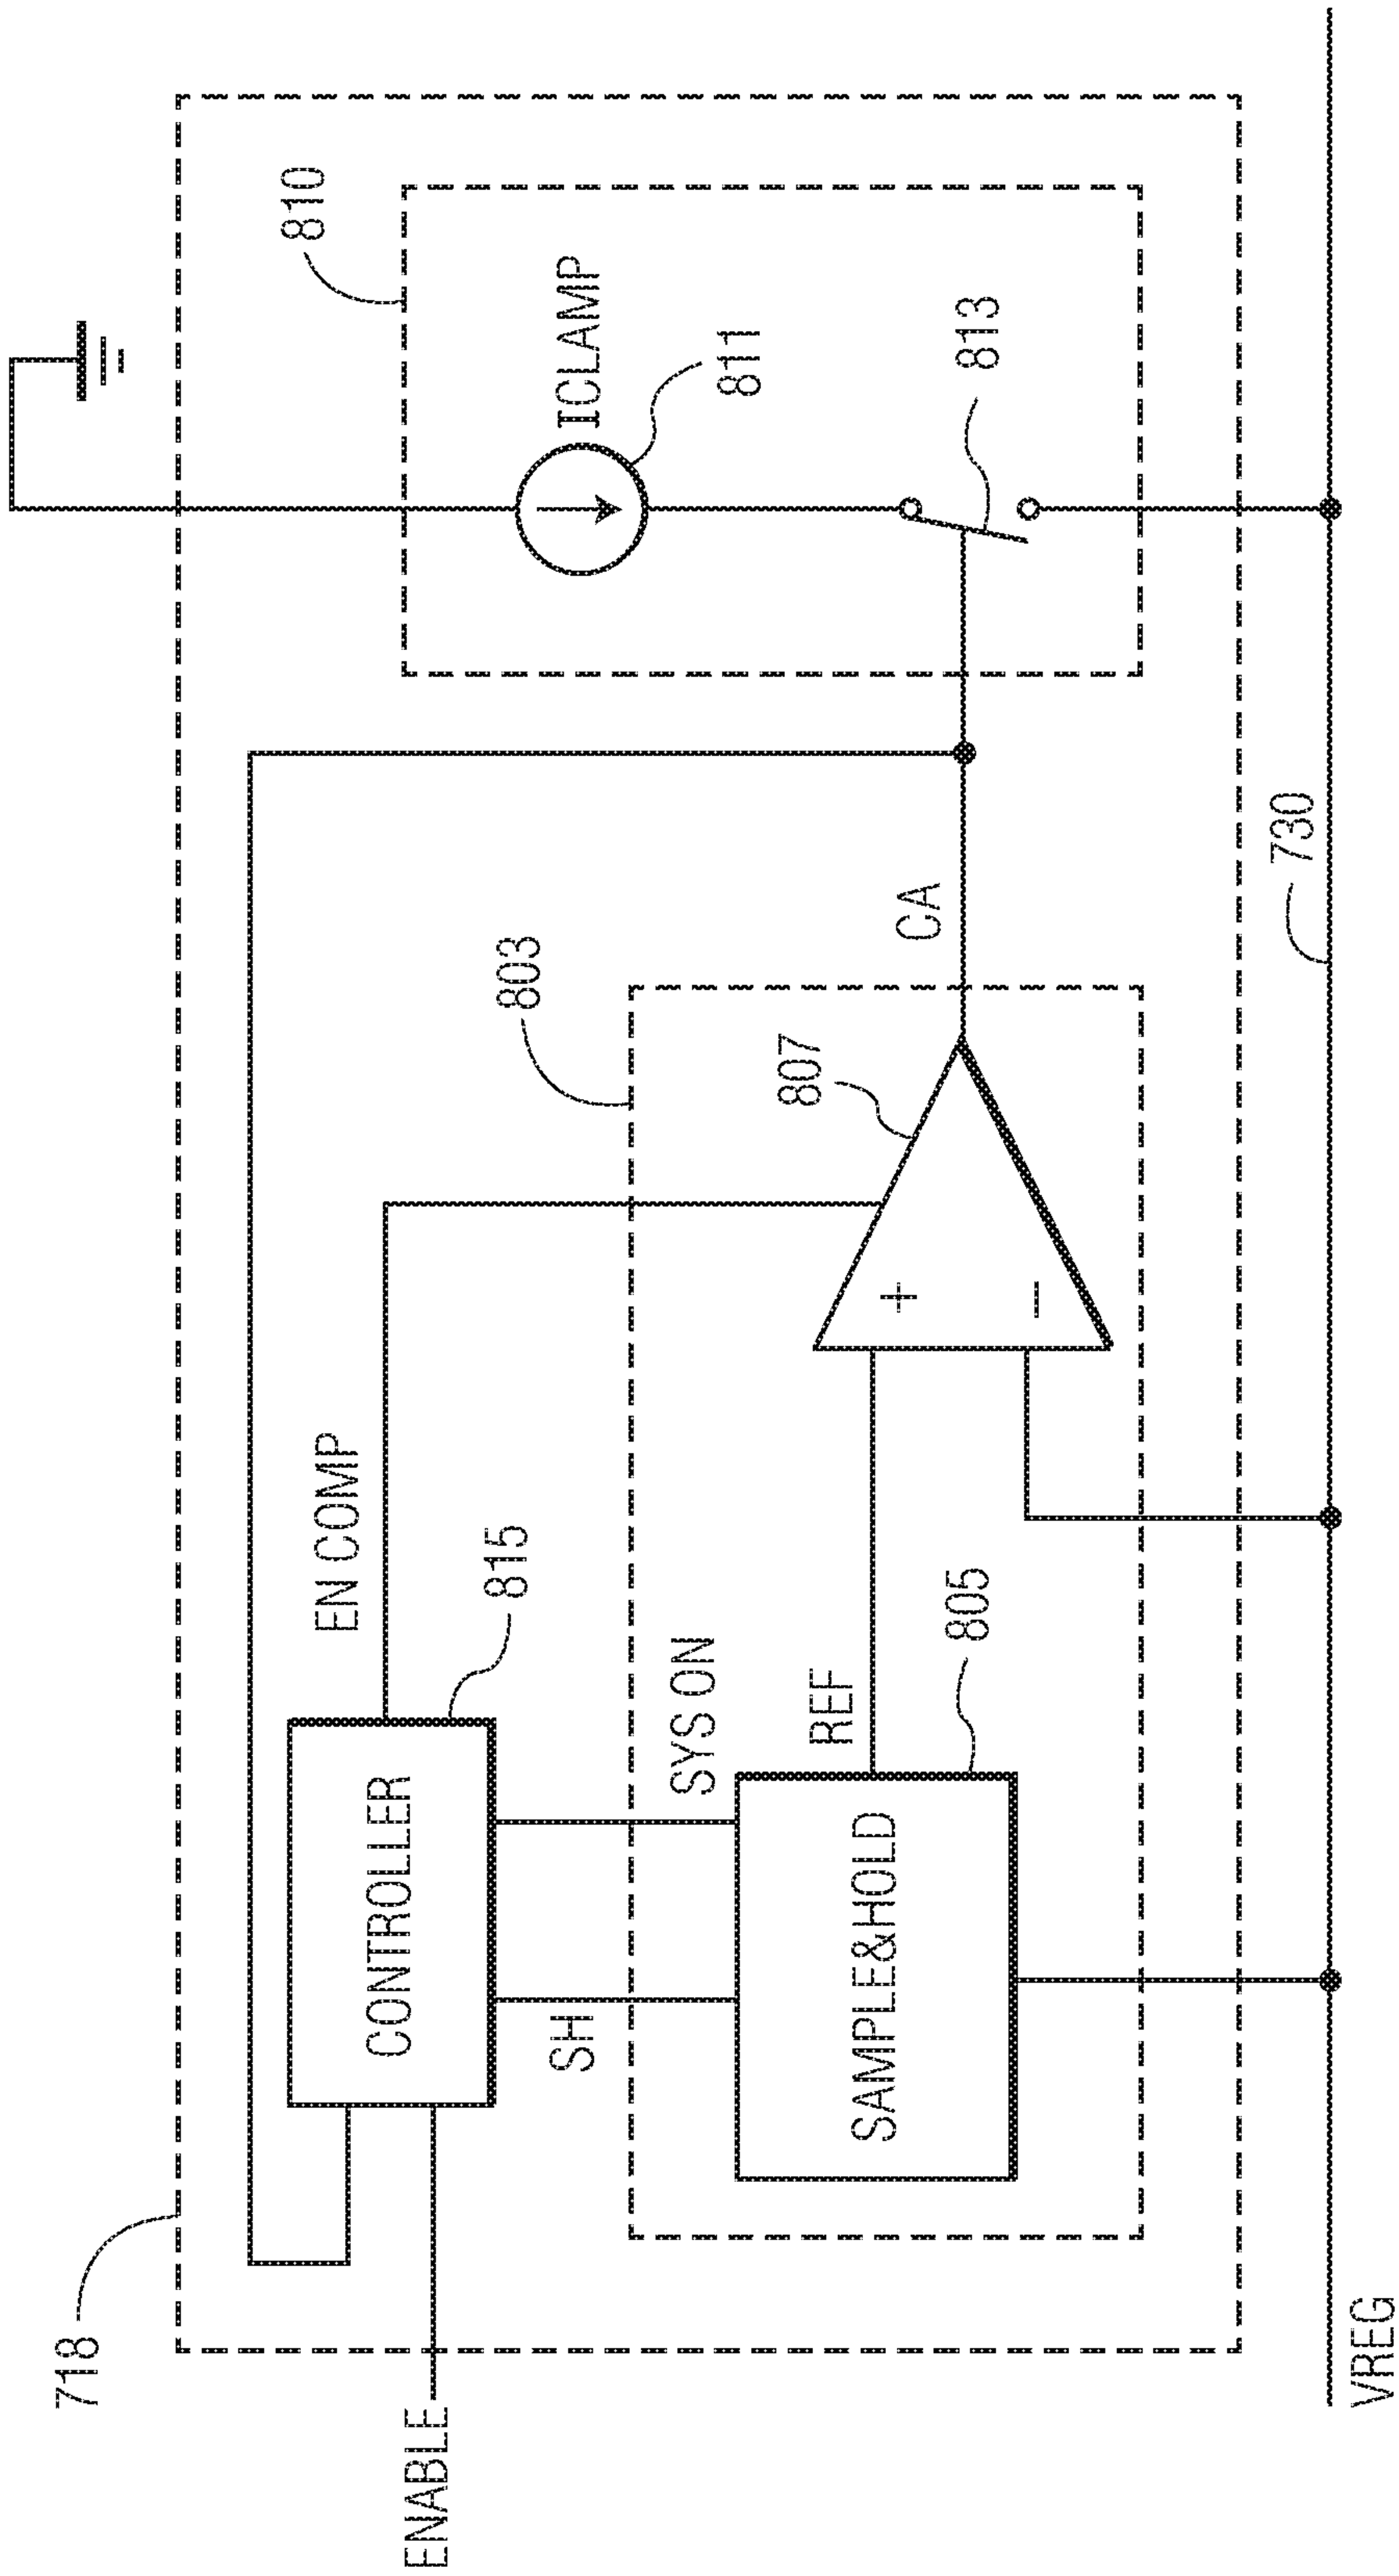 718
ENABLE
CONTROLLER
815
EN COMP
SH
SYS ON
803
SAMPLE&HOLD
805
REF
+
−
807
CA
810
IICLAMP
811
813
730
VREG